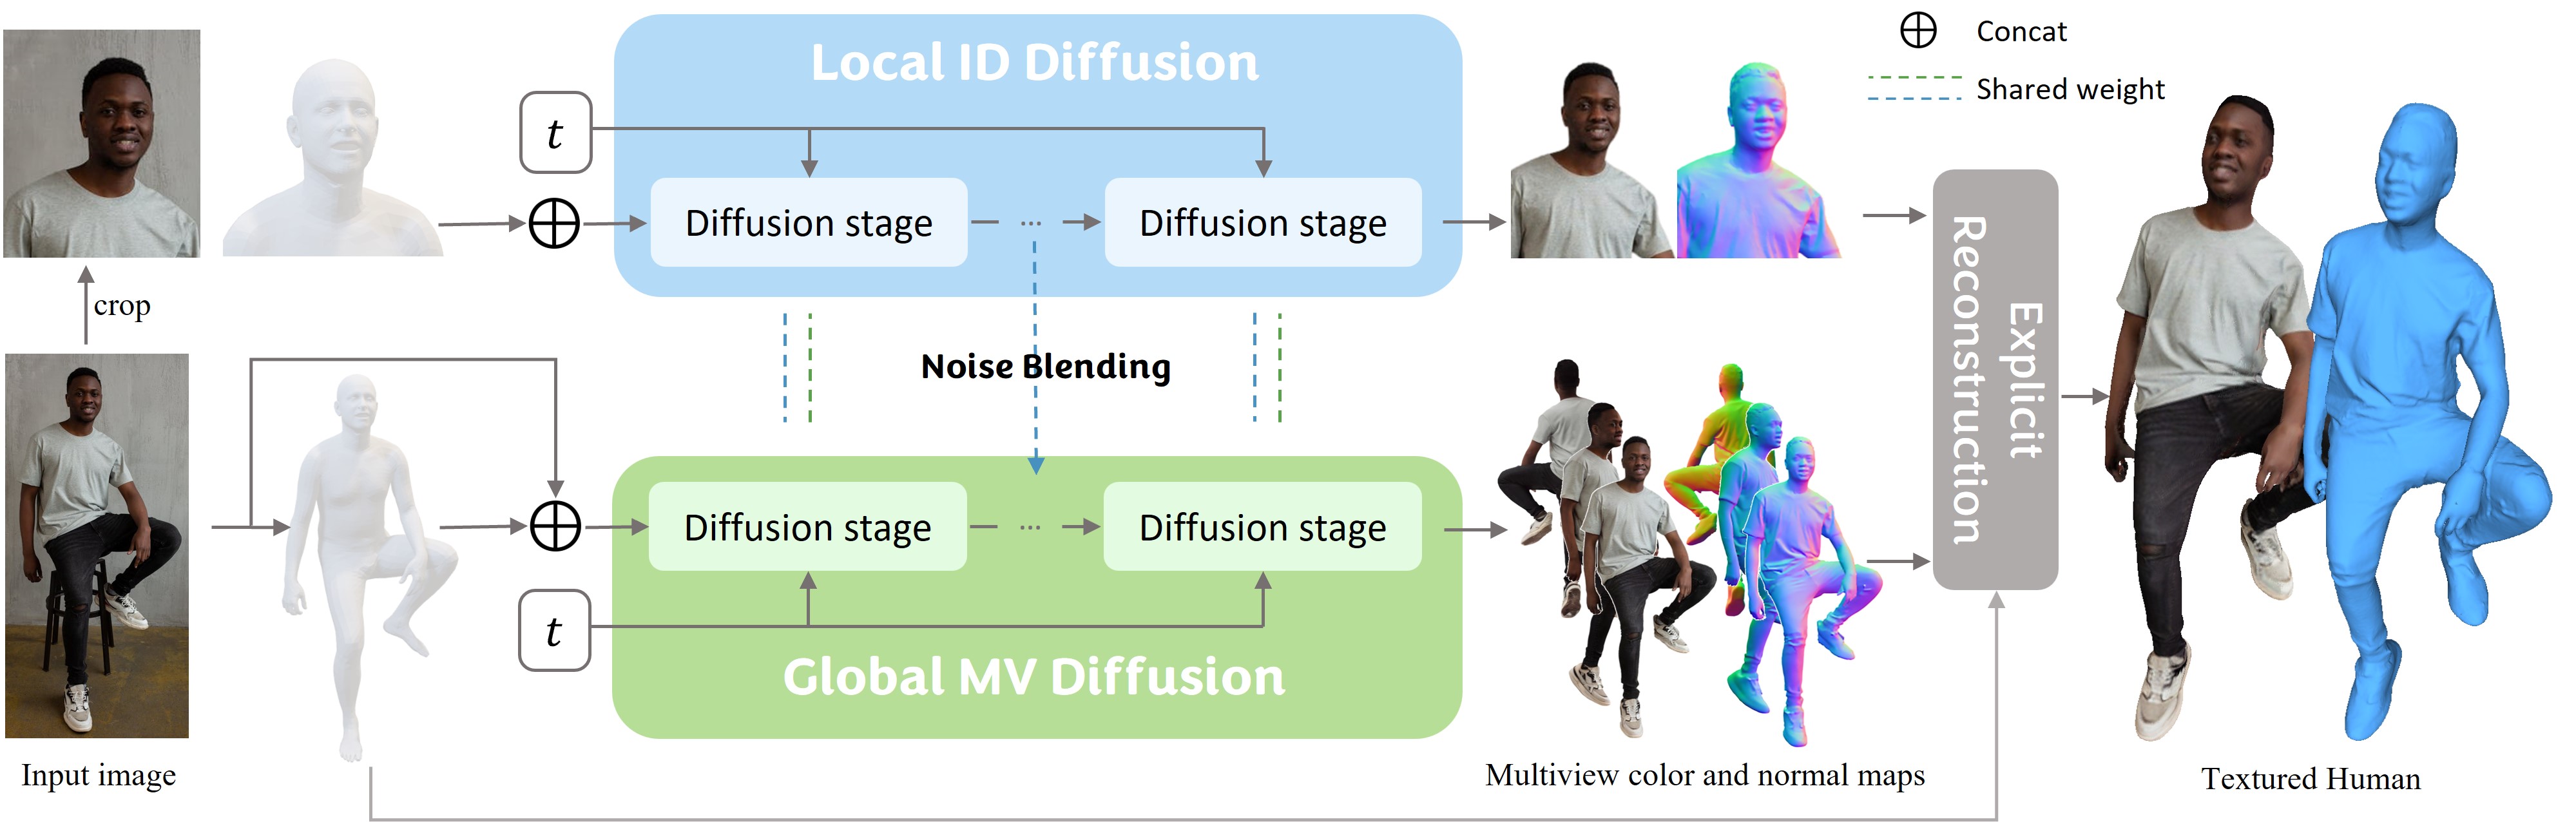 Local ID Diffusion
Concat
Shared weight
t
Diffusion stage
...
Diffusion stage
crop
Noise Blending
Explicit
Reconstruction
Diffusion stage
...
Diffusion stage
t
Global MV Diffusion
Input image
Multiview color and normal maps
Textured Human